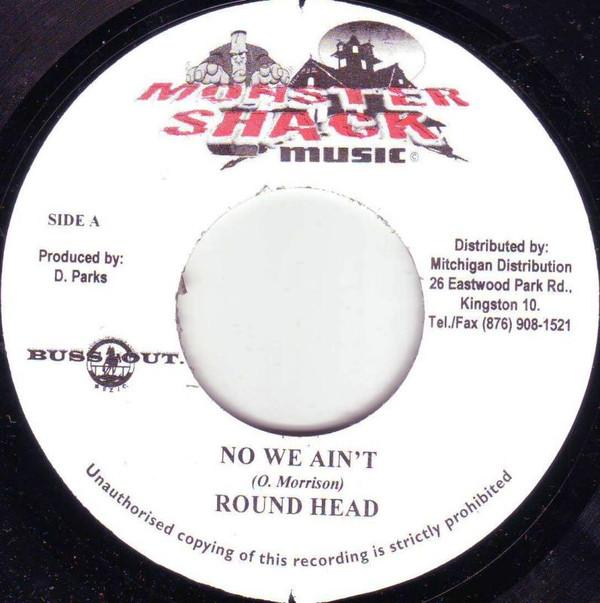 MONSTER
SHACK
MUSIC©
SIDE A
Produced by:
D. Parks
Distributed by:
Mitchigan Distribution
26 Eastwood Park Rd.,
Kingston 10.
Tel./Fax (876) 908-1521
BUSS OUT.
MUZIC
NO WE AIN'T
(O. Morrison)
ROUND HEAD
Unauthorised copying of this recording is strictly prohibited